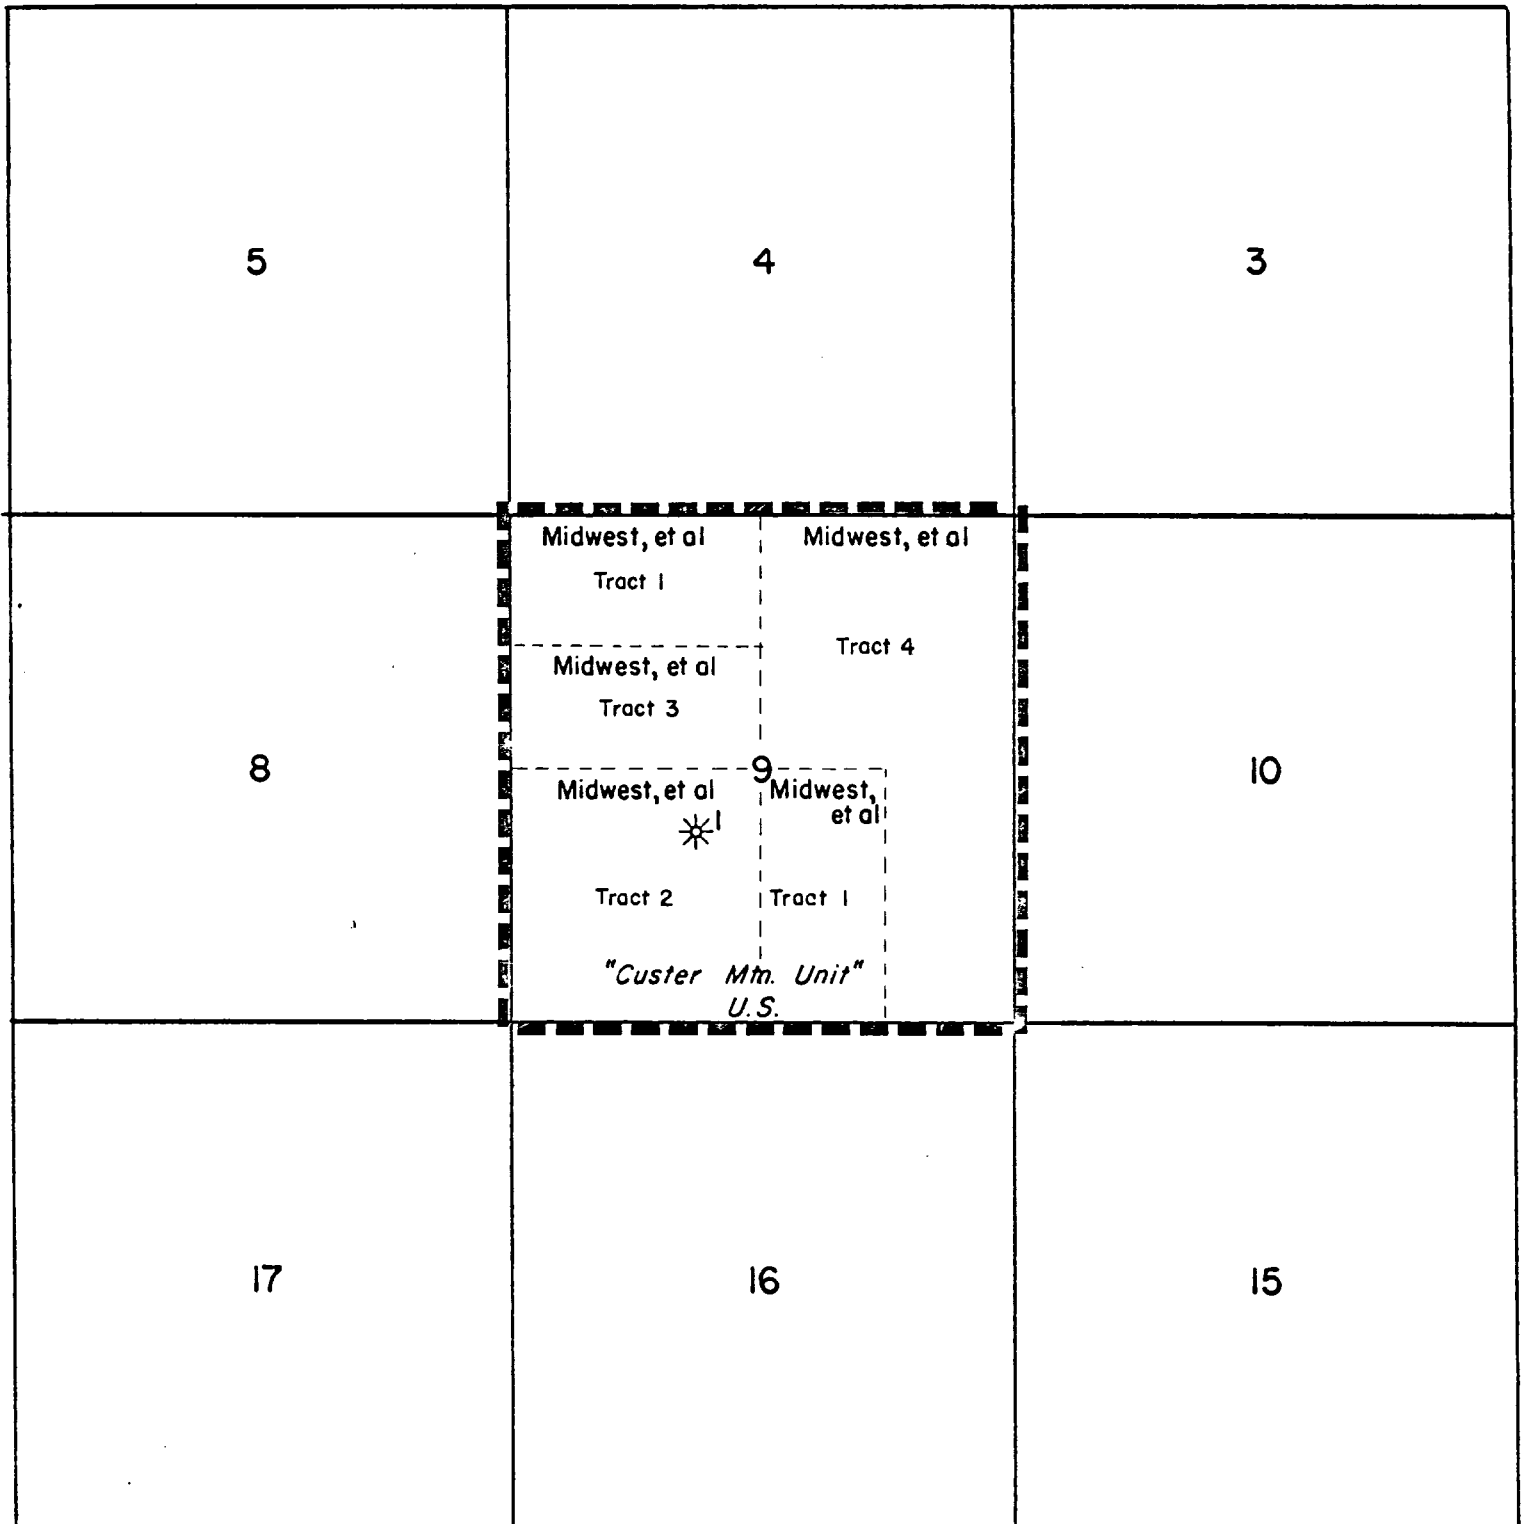 5
4
3
Midwest, et al
Midwest, et al
Tract 1
Tract 4
Midwest, et al
Tract 3
8
9
10
Midwest, et al
Midwest,
et al
1
Tract 2
Tract 1
"Custer Mtn. Unit"
U.S.
17
16
15